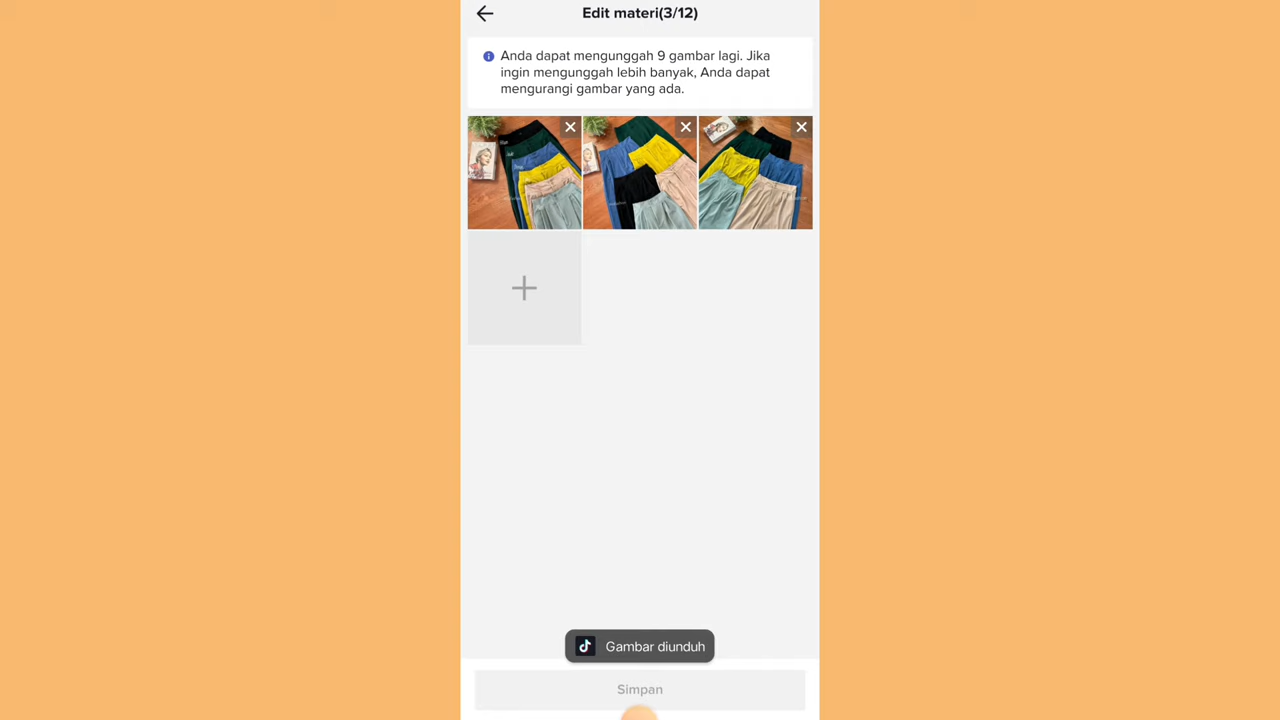 Edit materi(3/12)
Anda dapat mengunggah 9 gambar lagi. Jika
ingin mengunggah lebih banyak, Anda dapat
mengurangi gambar yang ada.
Gambar diunduh
Simpan